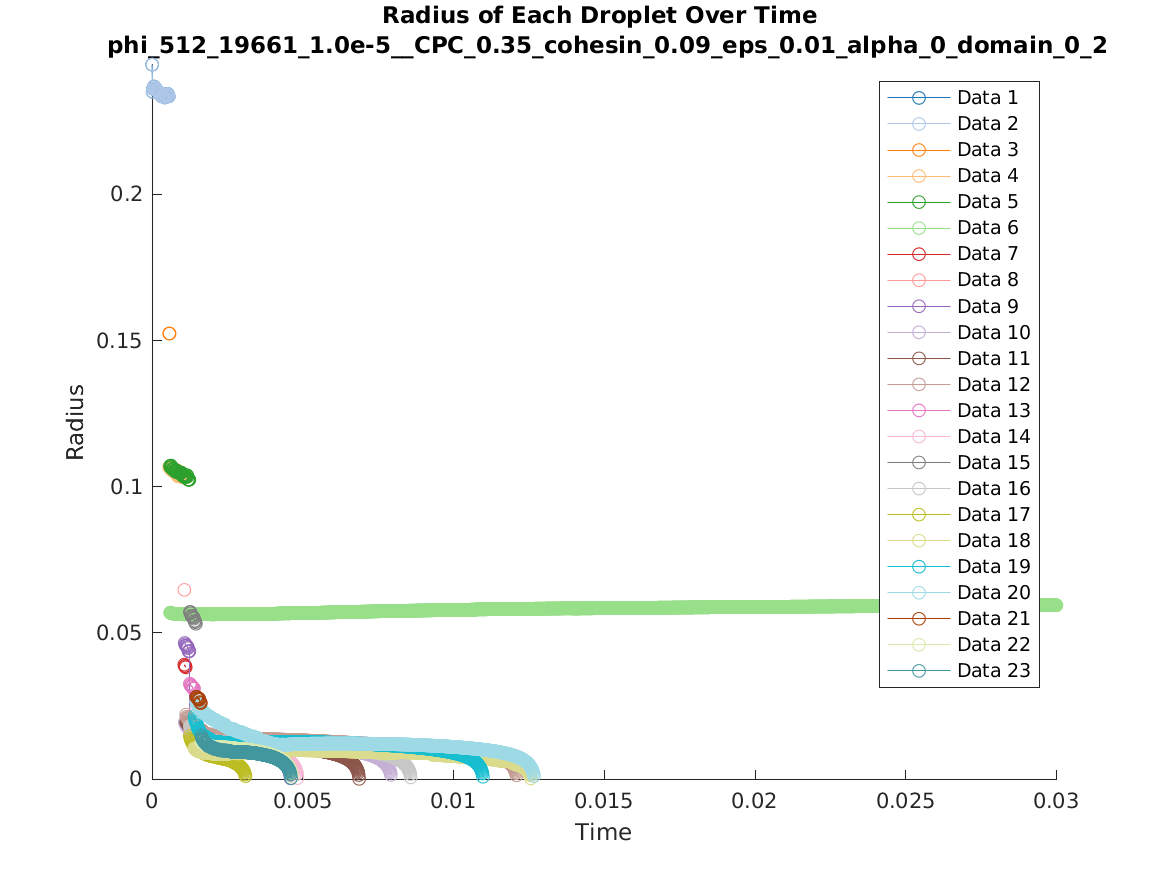 Radius of Each Droplet Over Time
phi_512_19661_1.0e-5__CPC_0.35_cohesin_0.09_eps_0.01_alpha_0_domain_0_2
Radius
0.2
0.15
0.1
0.05
0
0
0.005
0.01
0.015
0.02
0.025
0.03
Time
Data 1
Data 2
Data 3
Data 4
Data 5
Data 6
Data 7
Data 8
Data 9
Data 10
Data 11
Data 12
Data 13
Data 14
Data 15
Data 16
Data 17
Data 18
Data 19
Data 20
Data 21
Data 22
Data 23